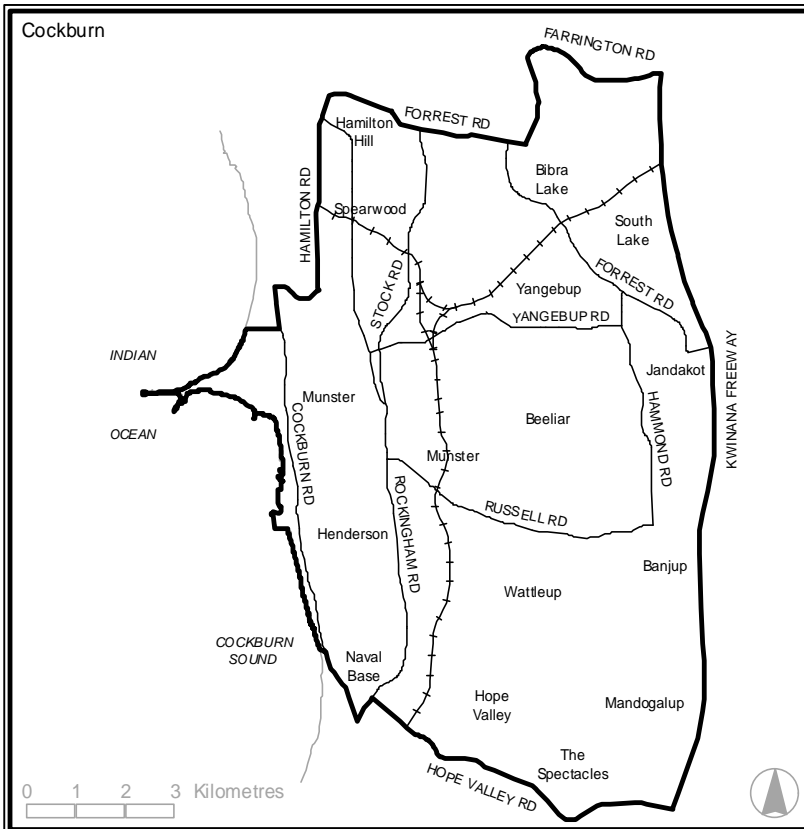 Cockburn
FARRINGTON RD
FORREST RD
Hamilton
Hill
Bibra
Lake
HAMILTON RD
Spearwood
South
Lake
STOCK RD
FORREST RD
Yangebup
YANGEBUP RD
INDIAN
KWINANA FREEWAY
Jandakot
Munster
COCKBURN RD
HAMMOND RD
Beeliar
OCEAN
Munster
ROCKINGHAM RD
RUSSELL RD
Henderson
Banjup
Wattleup
COCKBURN
SOUND
Naval
Base
Hope
Valley
Mandogalup
The
Spectacles
HOPE VALLEY RD
0 1 2 3 Kilometres